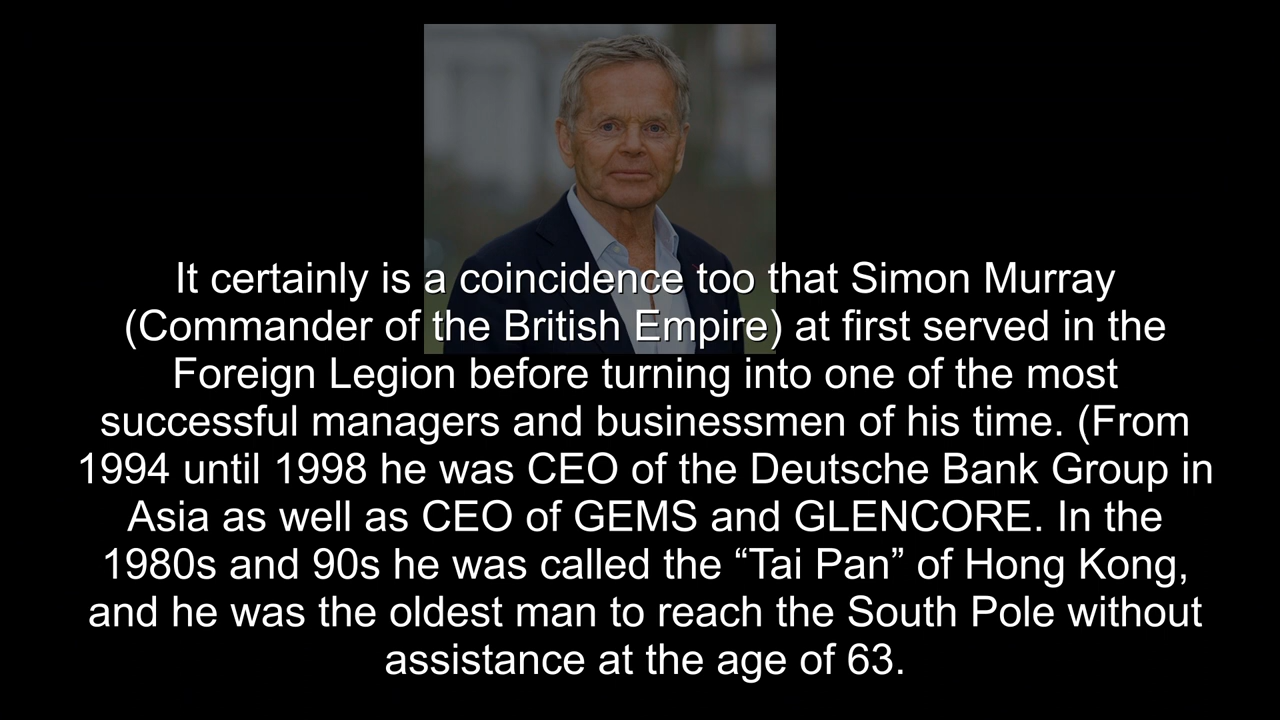 It certainly is a coincidence too that Simon Murray
(Commander of the British Empire) at first served in the
Foreign Legion before turning into one of the most
successful managers and businessmen of his time. (From
1994 until 1998 he was CEO of the Deutsche Bank Group in
Asia as well as CEO of GEMS and GLENCORE. In the
1980s and 90s he was called the “Tai Pan” of Hong Kong,
and he was the oldest man to reach the South Pole without
assistance at the age of 63.